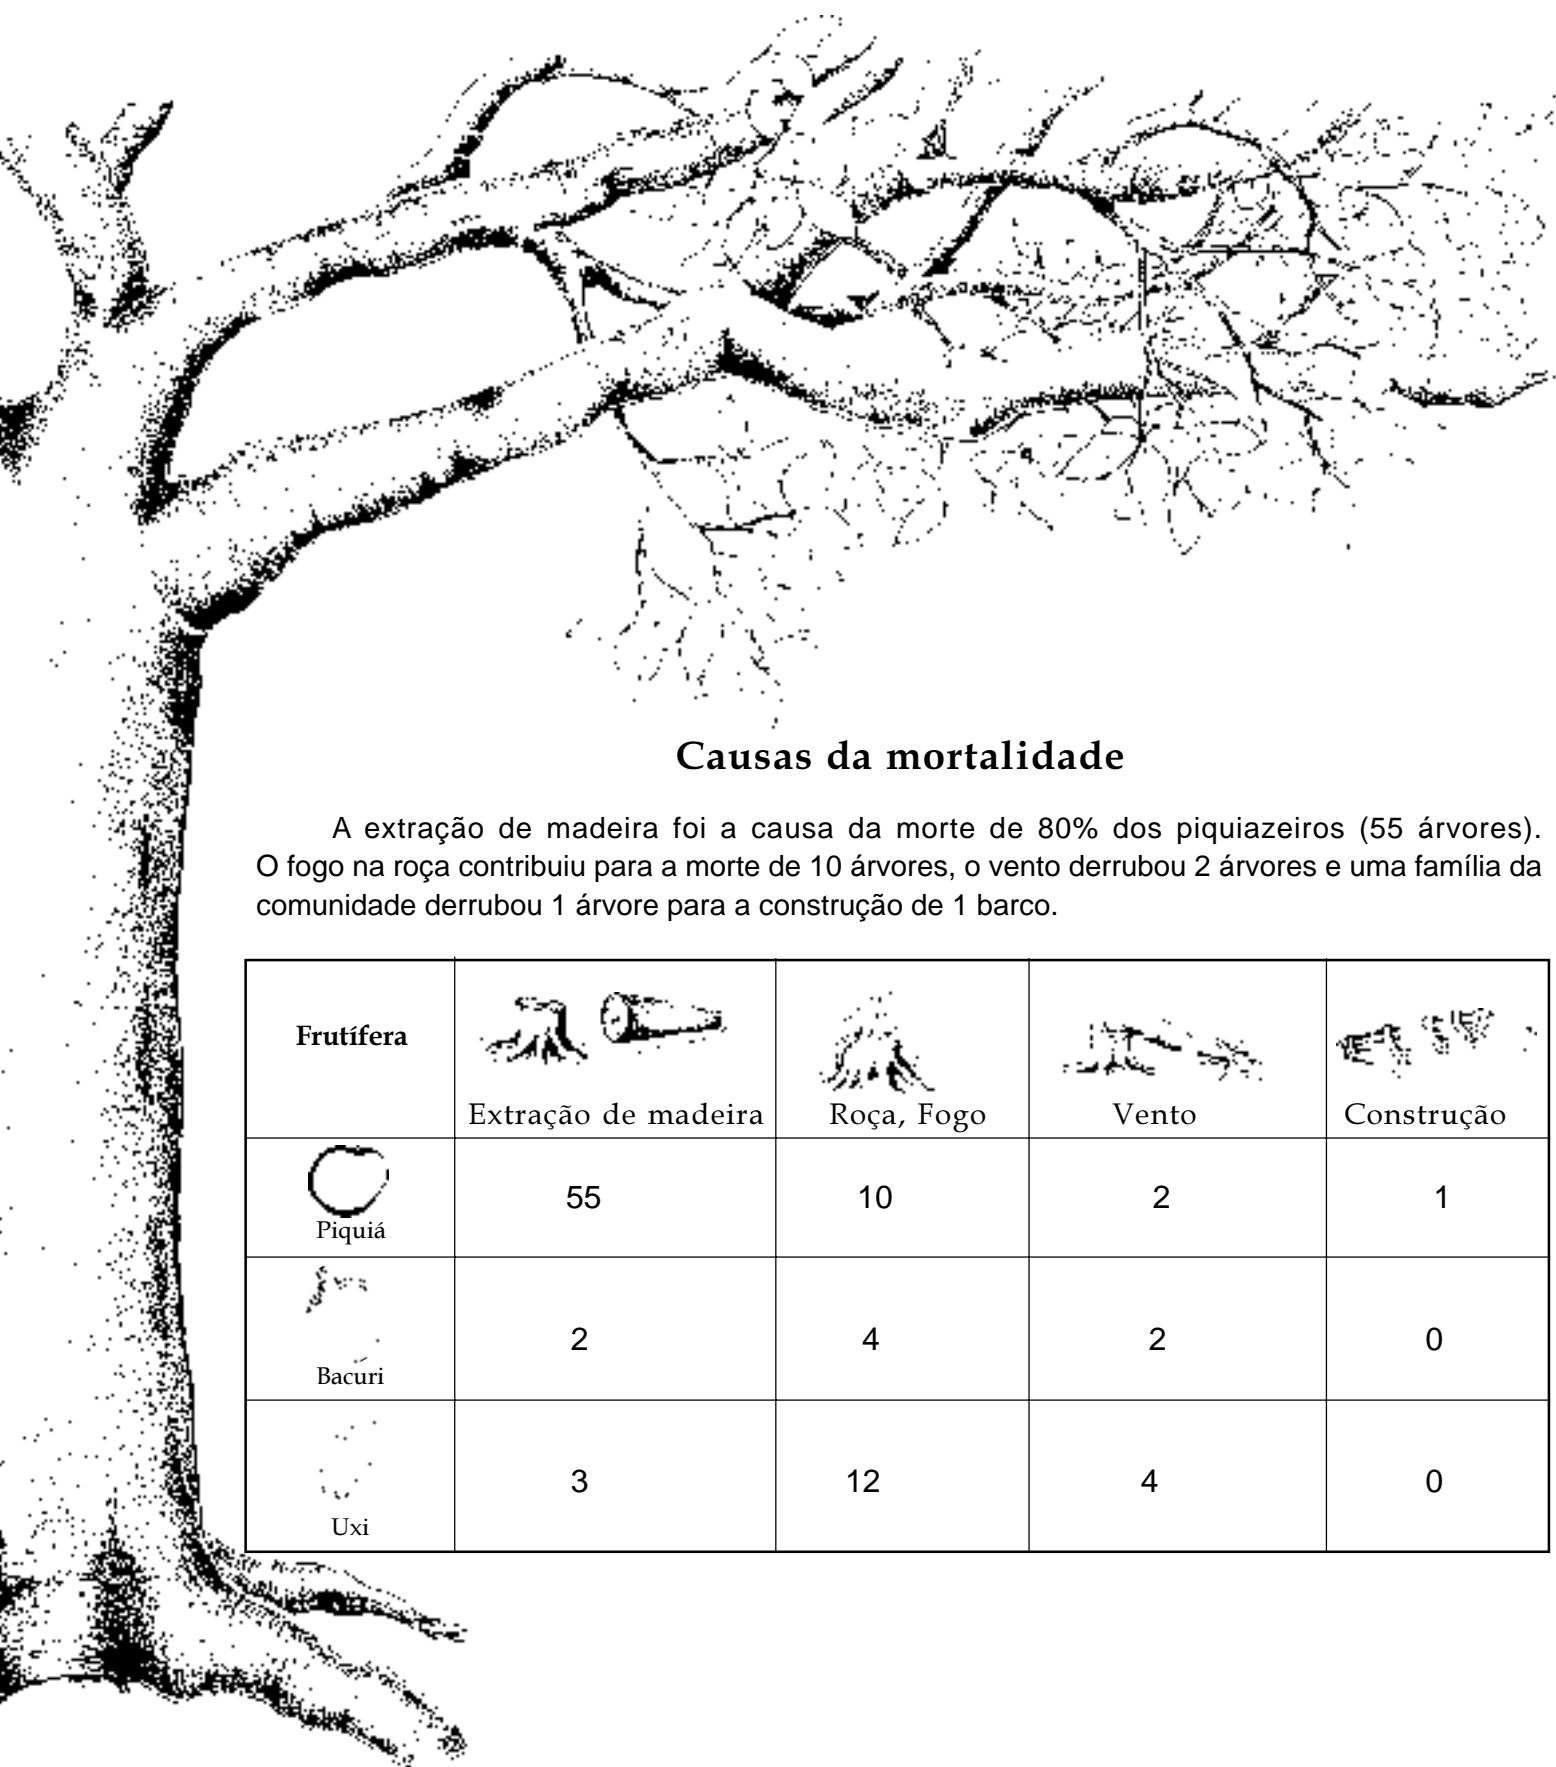 Causas da mortalidade
A extração de madeira foi a causa da morte de 80% dos piquiazeiros (55 árvores).
O fogo na roça contribuiu para a morte de 10 árvores, o vento derrubou 2 árvores e uma família da
comunidade derrubou 1 árvore para a construção de 1 barco.
Frutífera
Extração de madeira Roça, Fogo Vento Construção
Piquiá 55 10 2 1
Bacuri 2 4 2 0
Uxi 3 12 4 0